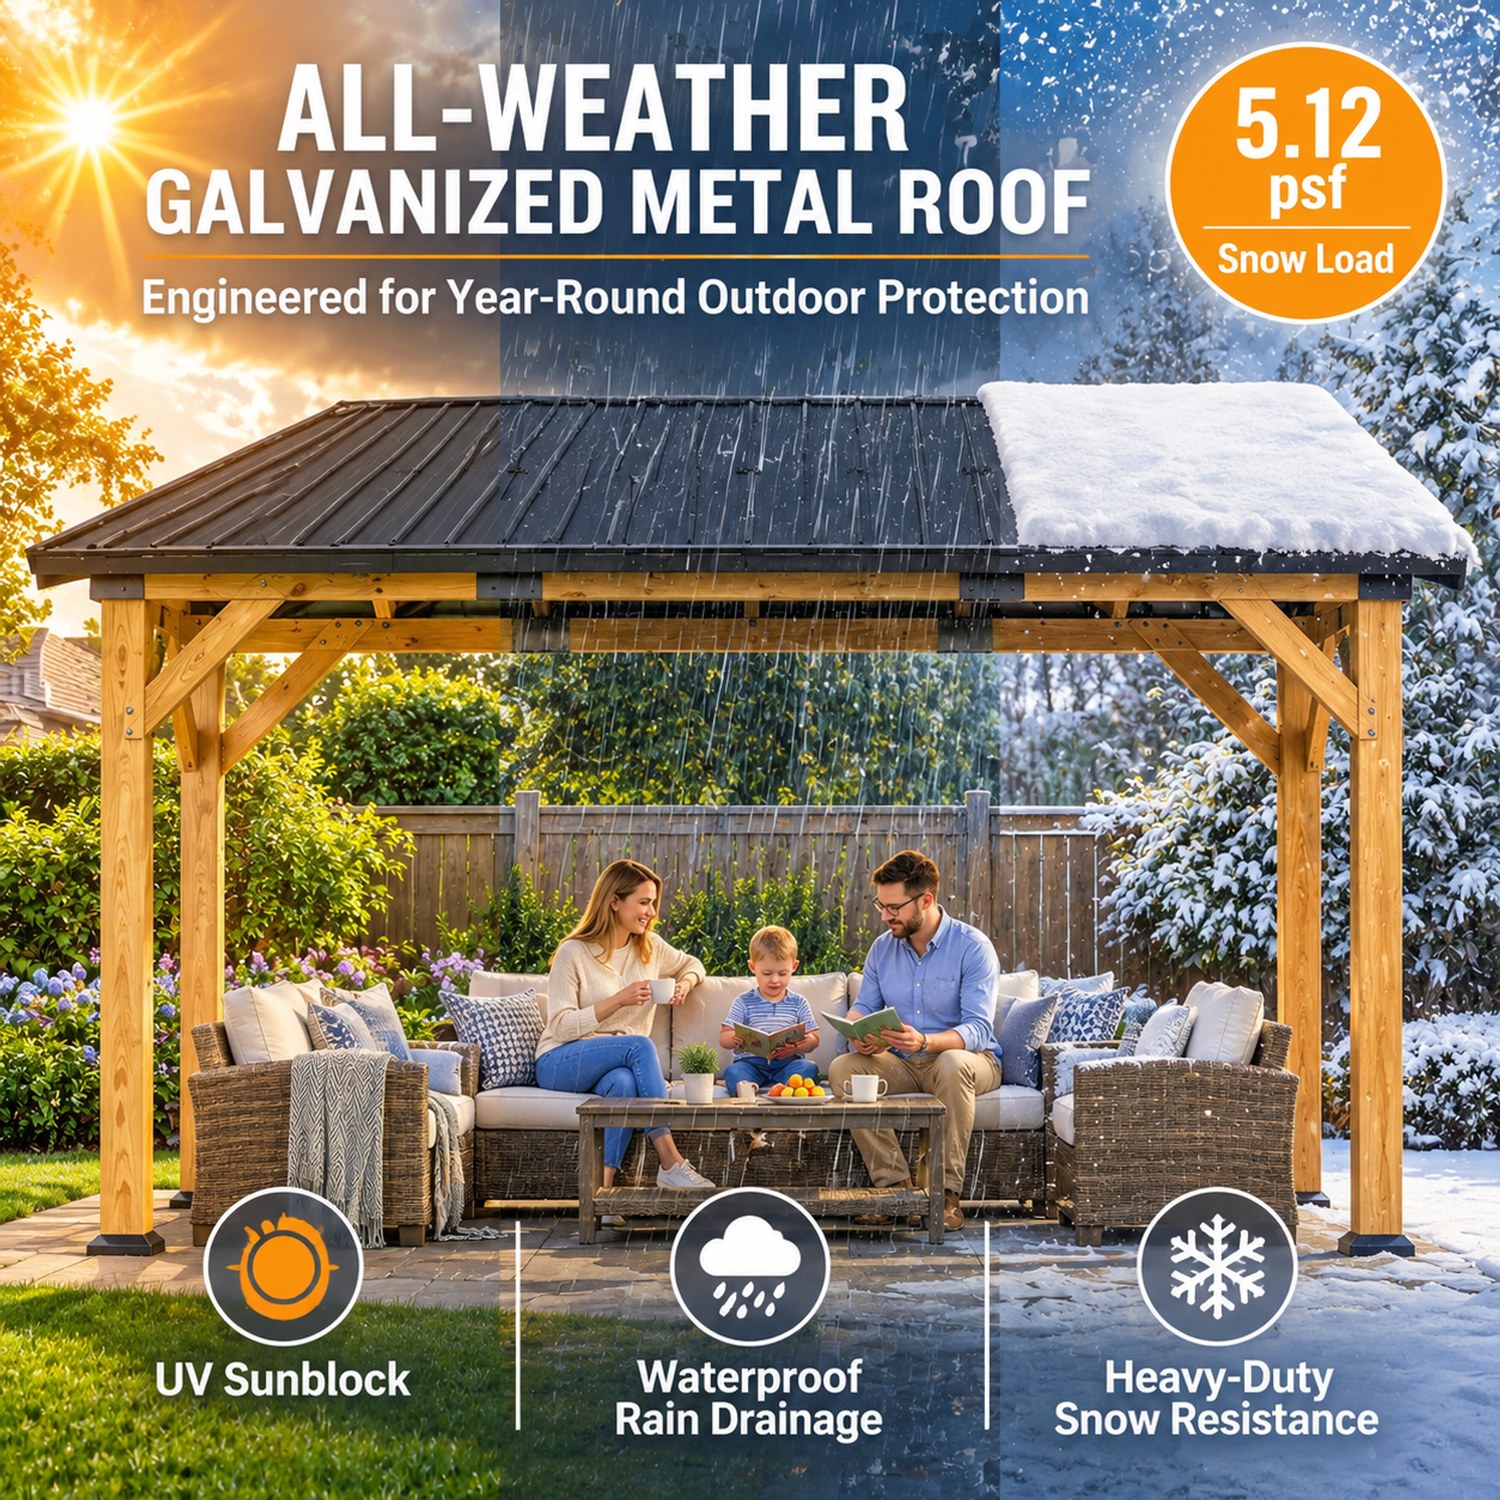 ALL-WEATHER
GALVANIZED METAL ROOF
Engineered for Year-Round Outdoor Protection
5.12
psf
Snow Load
UV Sunblock
Waterproof
Rain Drainage
Heavy-Duty
Snow Resistance